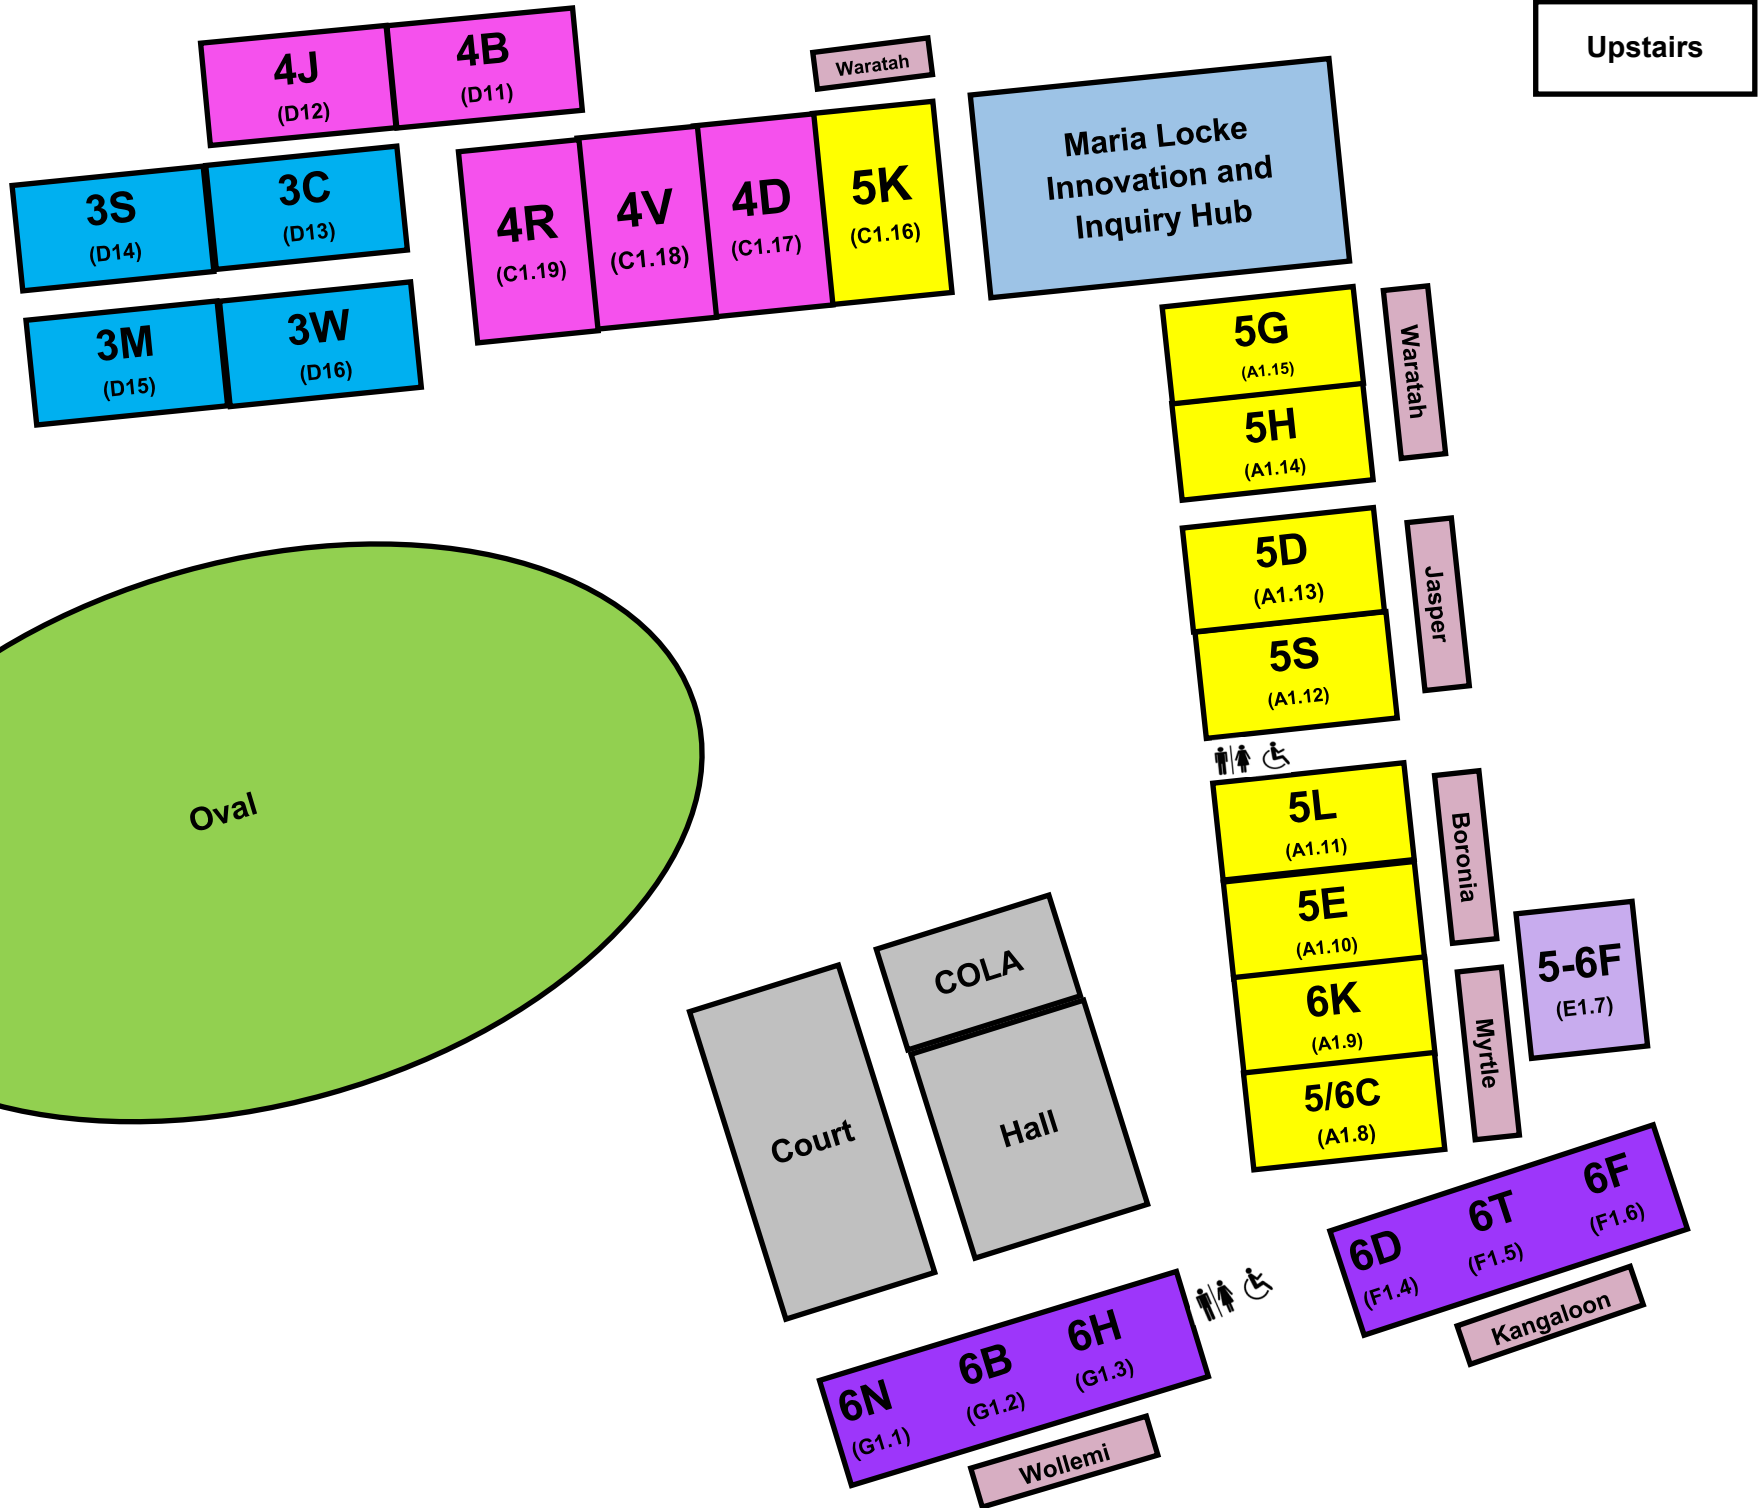 Upstairs
4J
(D12)
4B
(D11)
Waratah
3S
(D14)
3C
(D13)
4R
(C1.19)
4V
(C1.18)
4D
(C1.17)
5K
(C1.16)
Maria Locke
Innovation and
Inquiry Hub
3M
(D15)
3W
(D16)
5G
(A1.15)
5H
(A1.14)
Waratah
5D
(A1.13)
5S
(A1.12)
Jasper
Oval
5L
(A1.11)
5E
(A1.10)
Boronia
6K
(A1.9)
5/6C
(A1.8)
Myrtle
5-6F
(E1.7)
COLA
Court
Hall
6D
(F1.4)
6T
(F1.5)
6F
(F1.6)
Kangaloon
6N
(G1.1)
6B
(G1.2)
6H
(G1.3)
Wollemi